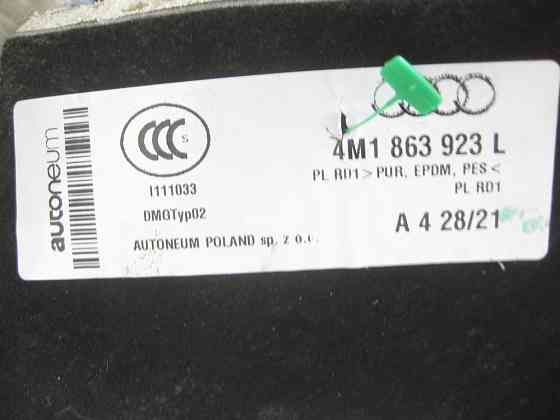 autoneum
CCC S
I111033
DMGTyp02
AUTONEUM POLAND sp. z o.o.
4M1 863 923 L
PL RD1 > PUR, EPDM, PES <
PL RD1
A 4 28/21